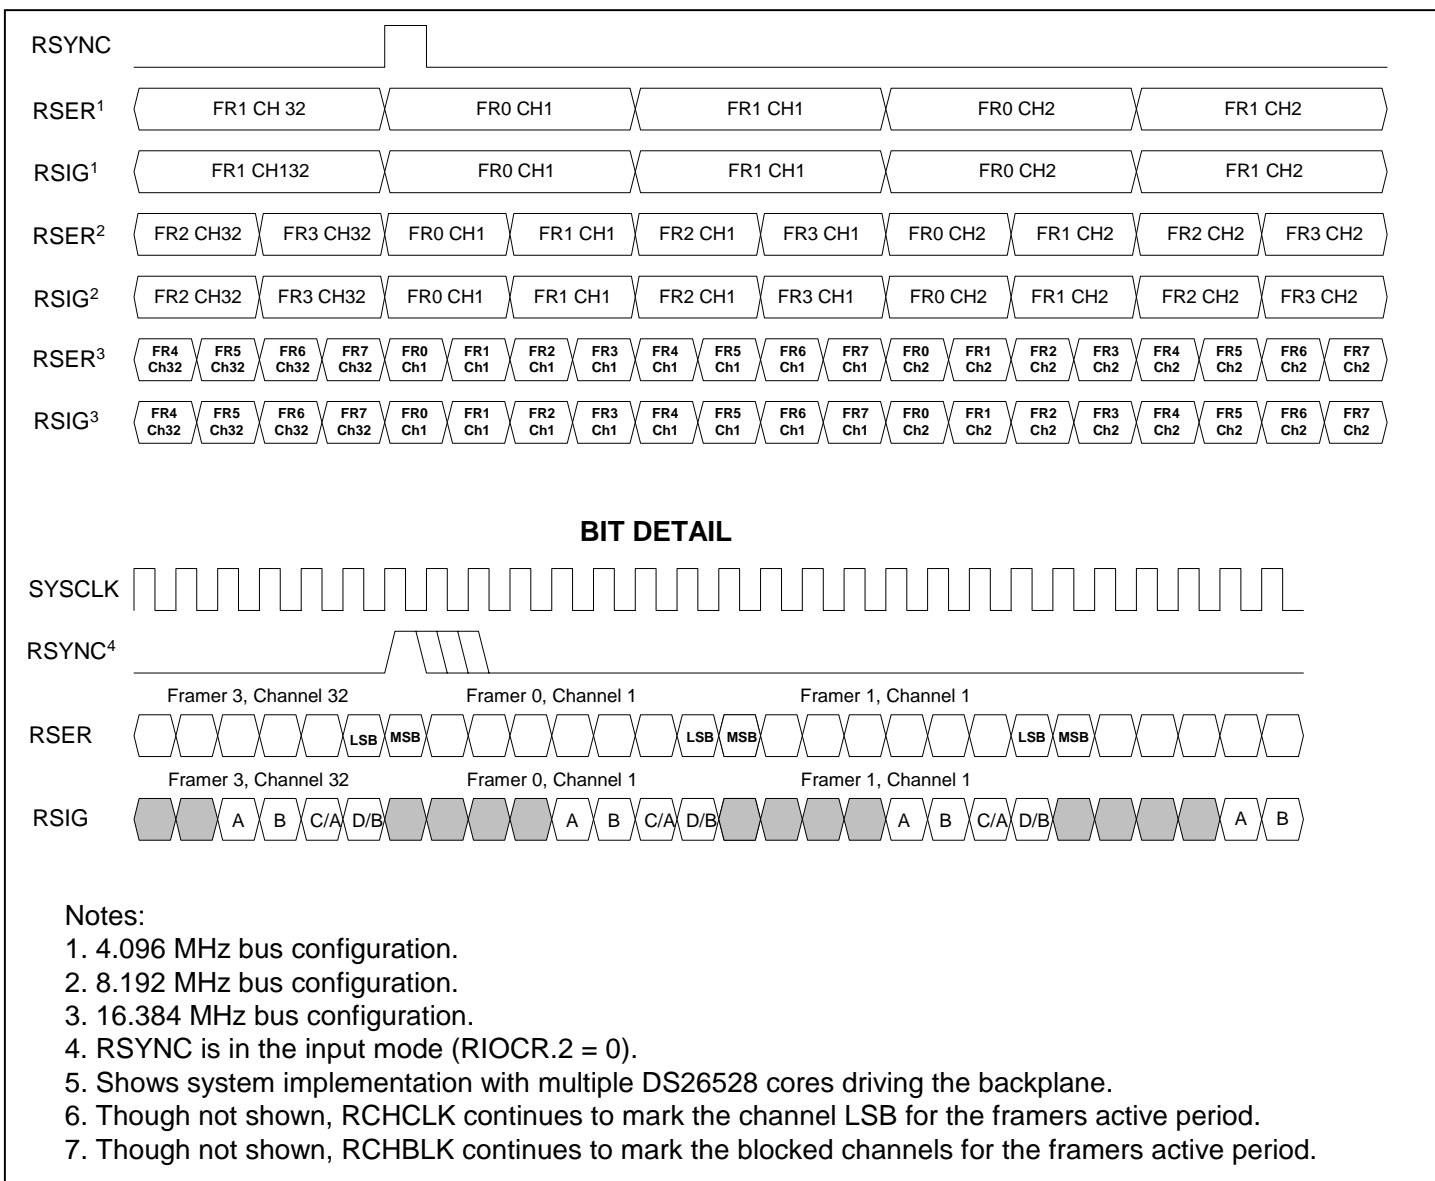 RSYNC
RSER1 FR1 CH 32 FR0 CH1 FR1 CH1 FR0 CH2 FR1 CH2
RSIG1 FR1 CH132 FR0 CH1 FR1 CH1 FR0 CH2 FR1 CH2
RSER2 FR2 CH32 FR3 CH32 FR0 CH1 FR1 CH1 FR2 CH1 FR3 CH1 FR0 CH2 FR1 CH2 FR2 CH2 FR3 CH2
RSIG2 FR2 CH32 FR3 CH32 FR0 CH1 FR1 CH1 FR2 CH1 FR3 CH1 FR0 CH2 FR1 CH2 FR2 CH2 FR3 CH2
RSER3 FR4 Ch32 FR5 Ch32 FR6 Ch32 FR7 Ch32 FR0 Ch1 FR1 Ch1 FR2 Ch1 FR3 Ch1 FR4 Ch1 FR5 Ch1 FR6 Ch1 FR7 Ch1 FR0 Ch2 FR1 Ch2 FR2 Ch2 FR3 Ch2 FR4 Ch2 FR5 Ch2 FR6 Ch2 FR7 Ch2
RSIG3 FR4 Ch32 FR5 Ch32 FR6 Ch32 FR7 Ch32 FR0 Ch1 FR1 Ch1 FR2 Ch1 FR3 Ch1 FR4 Ch1 FR5 Ch1 FR6 Ch1 FR7 Ch1 FR0 Ch2 FR1 Ch2 FR2 Ch2 FR3 Ch2 FR4 Ch2 FR5 Ch2 FR6 Ch2 FR7 Ch2
BIT DETAIL
SYSCLK
RSYNC4
Framer 3, Channel 32 Framer 0, Channel 1 Framer 1, Channel 1
RSER LSB MSB LSB MSB LSB MSB
Framer 3, Channel 32 Framer 0, Channel 1 Framer 1, Channel 1
RSIG A B C/A D/B A B C/A D/B A B C/A D/B A B
Notes:
1. 4.096 MHz bus configuration.
2. 8.192 MHz bus configuration.
3. 16.384 MHz bus configuration.
4. RSYNC is in the input mode (RIOCR.2 = 0).
5. Shows system implementation with multiple DS26528 cores driving the backplane.
6. Though not shown, RCHCLK continues to mark the channel LSB for the framers active period.
7. Though not shown, RCHBLK continues to mark the blocked channels for the framers active period.